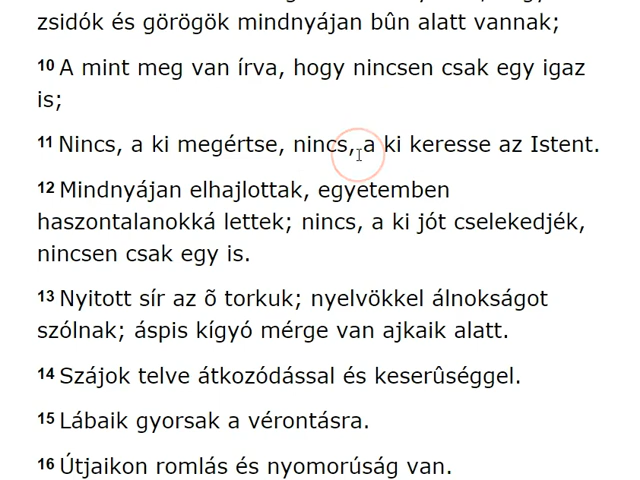 zsidók és görögök mindnyájan bûn alatt vannak;
10 A mint meg van írva, hogy nincsen csak egy igaz
is;
11 Nincs, a ki megértse, nincs, a ki keresse az Istent.
12 Mindnyájan elhajlottak, egyetemben
haszontalanokká lettek; nincs, a ki jót cselekedjék,
nincsen csak egy is.
13 Nyitott sír az õ torkuk; nyelvökkel álnokságot
szólnak; áspis kígyó mérge van ajkaik alatt.
14 Szájok telve átkozódással és keserûséggel.
15 Lábaik gyorsak a vérontásra.
16 Útjaikon romlás és nyomorúság van.